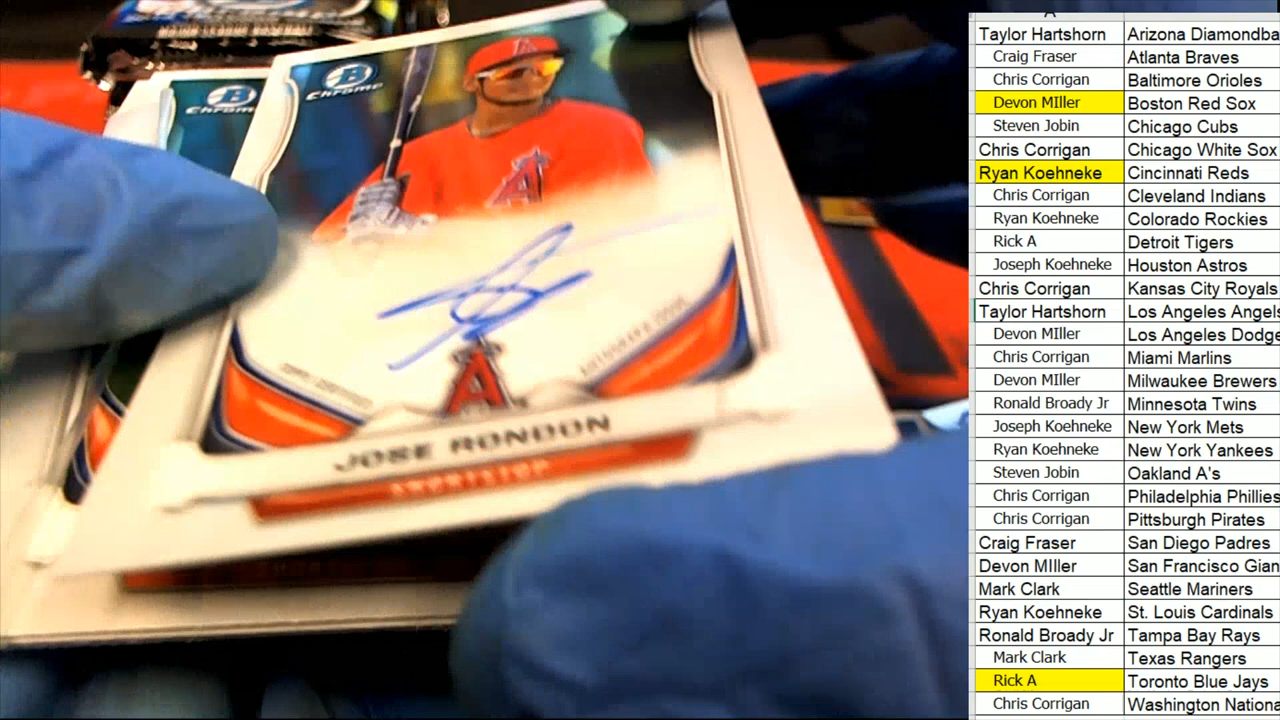 MAJOR LEAGUE BASEBALL
B
Chrome
B
Chrome
A
A
JOSE RONDON
SHORTSTOP
A
Taylor Hartshorn Arizona Diamondba
Craig Fraser Atlanta Braves
Chris Corrigan Baltimore Orioles
Devon MIller Boston Red Sox
Steven Jobin Chicago Cubs
Chris Corrigan Chicago White Sox
Ryan Koehneke Cincinnati Reds
Chris Corrigan Cleveland Indians
Ryan Koehneke Colorado Rockies
Rick A Detroit Tigers
Joseph Koehneke Houston Astros
Chris Corrigan Kansas City Royals
Taylor Hartshorn Los Angeles Angels
Devon MIller Los Angeles Dodge
Chris Corrigan Miami Marlins
Devon MIller Milwaukee Brewers
Ronald Broady Jr Minnesota Twins
Joseph Koehneke New York Mets
Ryan Koehneke New York Yankees
Steven Jobin Oakland A's
Chris Corrigan Philadelphia Phillies
Chris Corrigan Pittsburgh Pirates
Craig Fraser San Diego Padres
Devon MIller San Francisco Gian
Mark Clark Seattle Mariners
Ryan Koehneke St. Louis Cardinals
Ronald Broady Jr Tampa Bay Rays
Mark Clark Texas Rangers
Rick A Toronto Blue Jays
Chris Corrigan Washington Nationa